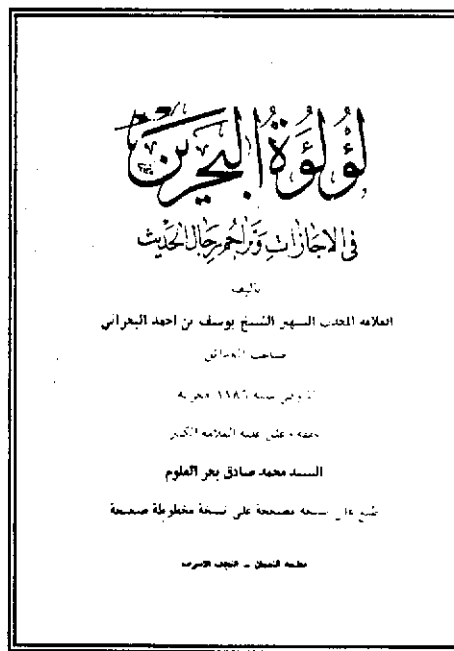 لؤلؤة البحرين
في الاجازات وتراجم رجال الحديث
تأليف
العلامة المحدث الشهير الشيخ يوسف بن احمد البحراني
صاحب الحدائق
المتوفى سنة ١١٨٦ هجرية
حققه وعلق عليه العلامة الكبير
السيد محمد صادق بحر العلوم
طبع على نسخة مصححة على نسخة مخطوطة صحيحة
مطبعة النعمان - النجف الاشرف